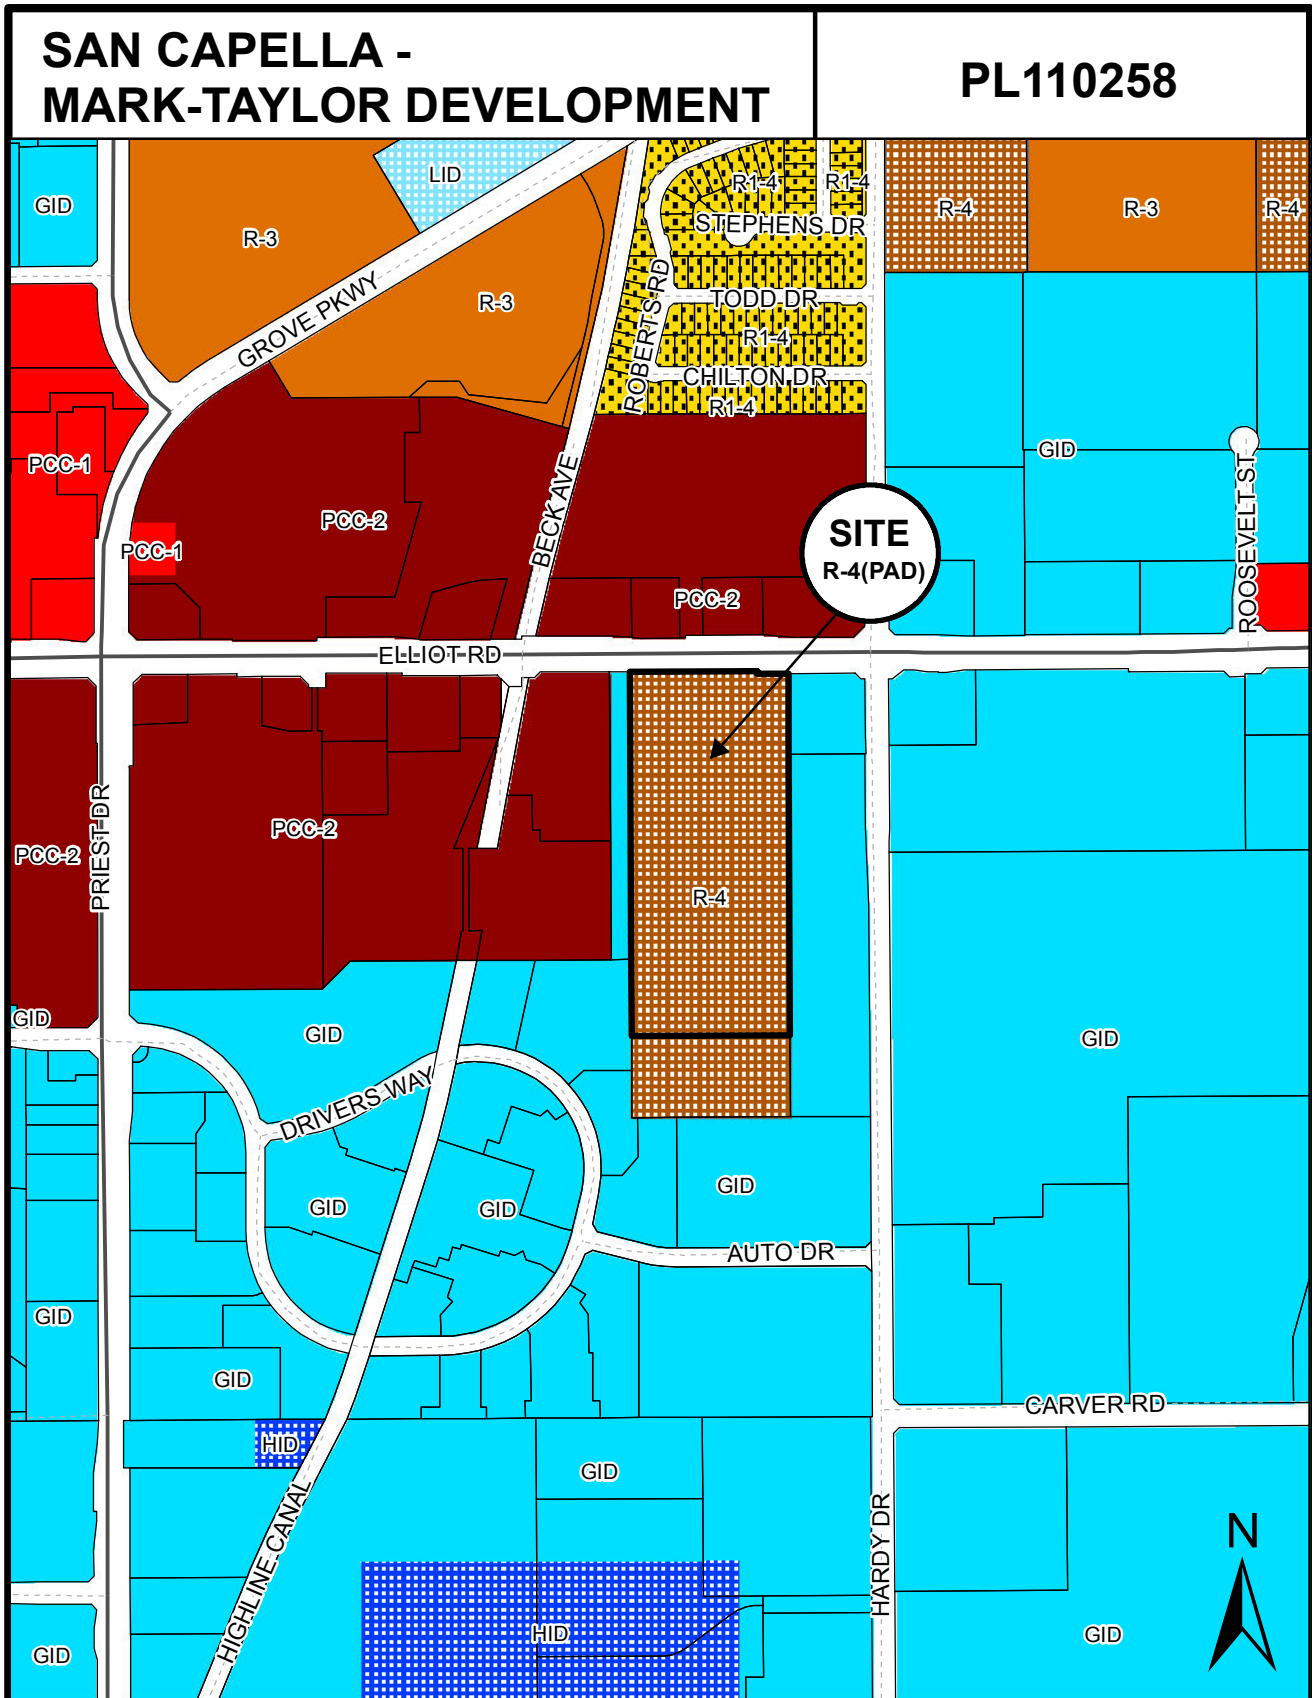 SAN CAPELLA -
MARK-TAYLOR DEVELOPMENT
PL110258
LID
R1-4
R1-4
GID
R-4
R-3
R-4
R-3
STEPHENS DR
R-3
TODD DR
GROVE PKWY
ROBERTS RD
R1-4
CHILTON DR
R1-4
GID
PCC-1
PCC-2
BECK AVE
SITE
R-4(PAD)
ROOSEVELT ST
PCC-1
PCC-2
ELLIOT RD
PRIEST DR
PCC-2
PCC-2
R-4
GID
GID
GID
DRIVERS WAY
GID
GID
GID
AUTO DR
GID
GID
CARVER RD
HID
GID
HIGHLINE CANAL
HARDY DR
N
HID
GID
GID